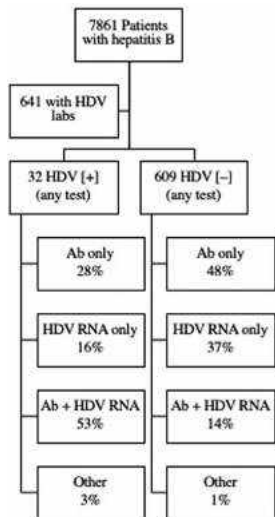 7861 Patients
with hepatitis B
641 with HDV
labs
32 HDV [+]
(any test)
609 HDV [–]
(any test)
Ab only
28%
Ab only
48%
HDV RNA only
16%
HDV RNA only
37%
Ab + HDV RNA
53%
Ab + HDV RNA
14%
Other
3%
Other
1%